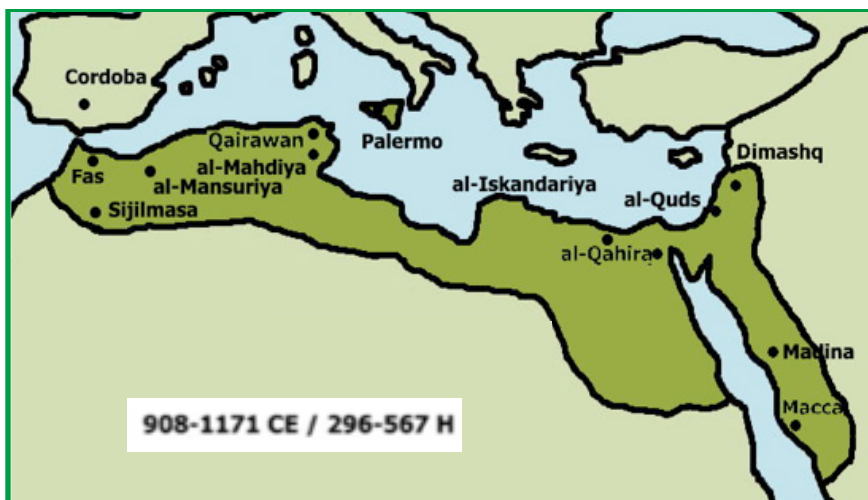 Cordoba
Qairawan
Palermo
Dimashq
al-Mahdiya
Fas
al-Mansuriya
al-Iskandariya
al-Quds
Sijilmasa
al-Qahira
Madina
Macca
908-1171 CE / 296-567 H